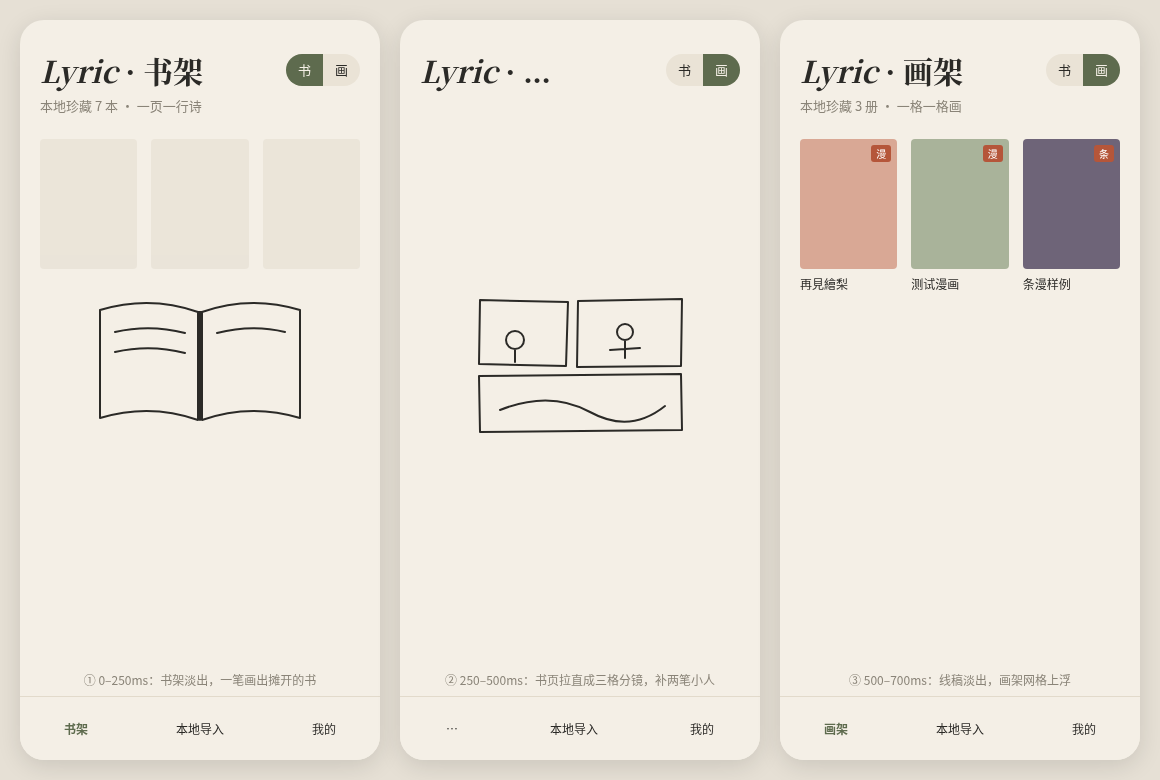 Lyric · 书架
书 画
本地珍藏 7 本 · 一页一行诗
① 0–250ms：书架淡出，一笔画出摊开的书
书架 本地导入 我的
Lyric · ...
书 画
② 250–500ms：书页拉直成三格分镜，补两笔小人
… 本地导入 我的
Lyric · 画架
书 画
本地珍藏 3 册 · 一格一格画
漫 漫 条
再見繪梨 测试漫画 条漫样例
③ 500–700ms：线稿淡出，画架网格上浮
画架 本地导入 我的